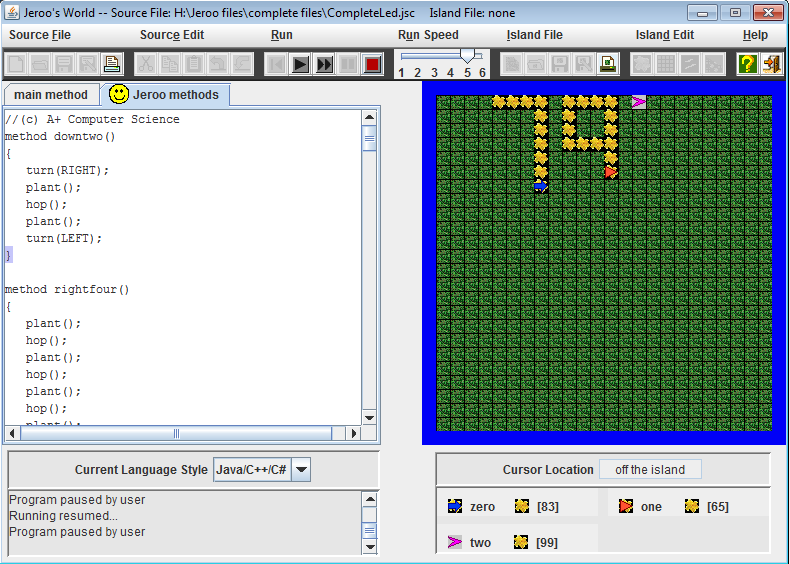 Jeroo's World -- Source File: H:\Jeroo files\complete files\CompleteLed.jsc    Island File: none
Source File    Source Edit    Run    Run Speed    Island File    Island Edit    Help
1 2 3 4 5 6
main method    Jeroo methods
//(c) A+ Computer Science
method downtwo()
{
   turn(RIGHT);
   plant();
   hop();
   plant();
   turn(LEFT);
}

method rightfour()
{
   plant();
   hop();
   plant();
   hop();
   plant();
   hop();
   plant();
Current Language Style    Java/C++/C#
Program paused by user
Running resumed...
Program paused by user
Cursor Location    off the island
zero    [83]    one    [65]
two    [99]